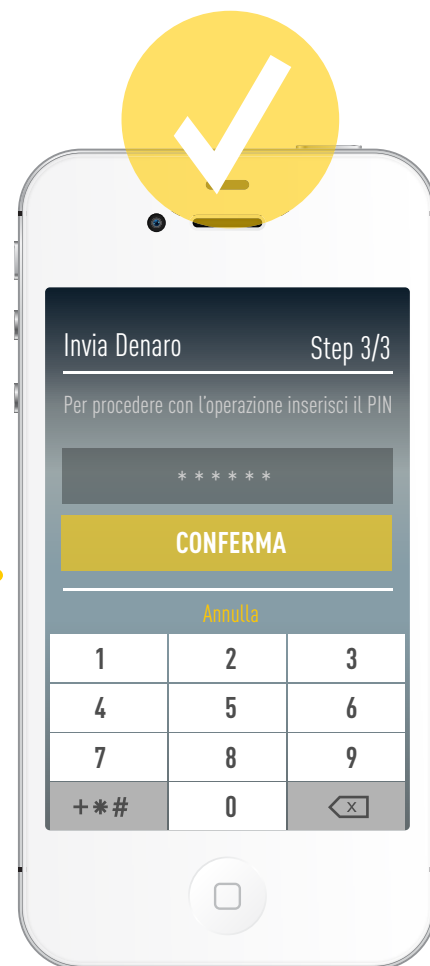 Invia Denaro Step 3/3
Per procedere con l'operazione inserisci il PIN
* * * * * *
CONFERMA
Annulla
1 2 3
4 5 6
7 8 9
+*# 0 x